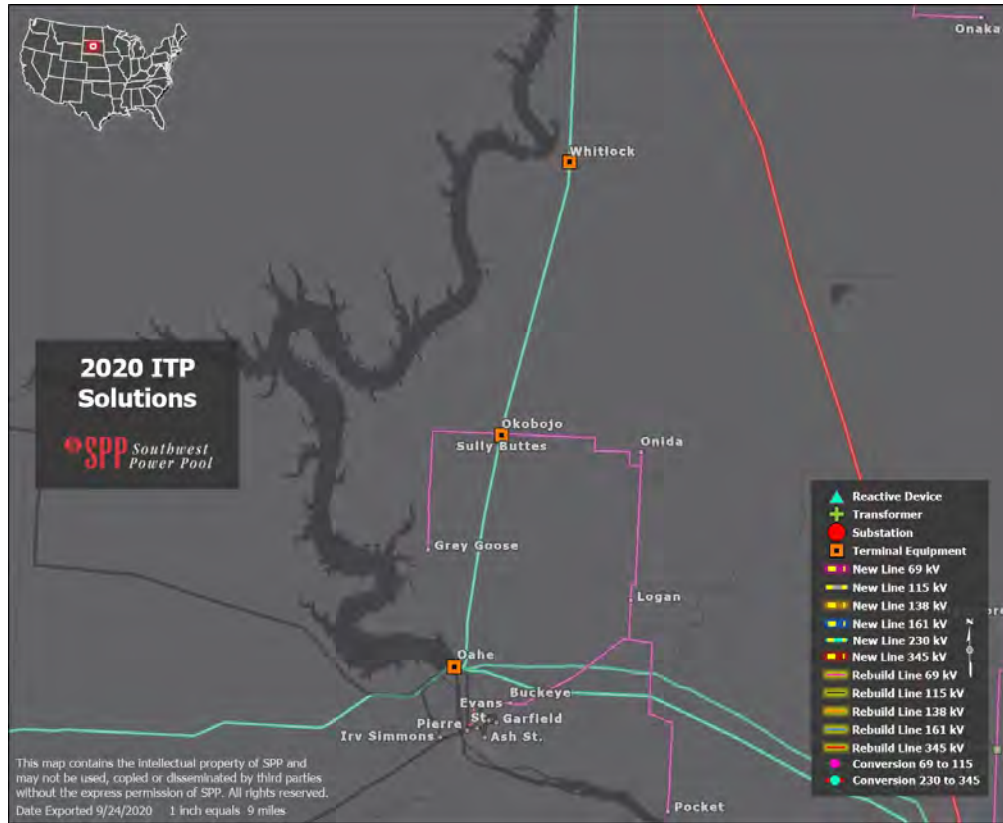 Onaka
Whitlock
2020 ITP
Solutions
SPP Southwest
Power Pool
Okobojo
Sully Buttes
Onida
Grey Goose
Logan
Oahe
Buckeye
Evans
St.
Garfield
Pierre
Irv Simmons
Ash St.
Pocket
Reactive Device
Transformer
Substation
Terminal Equipment
New Line 69 kV
New Line 115 kV
New Line 138 kV
New Line 161 kV
New Line 230 kV
New Line 345 kV
Rebuild Line 69 kV
Rebuild Line 115 kV
Rebuild Line 138 kV
Rebuild Line 161 kV
Rebuild Line 345 kV
Conversion 69 to 115
Conversion 230 to 345
N
This map contains the intellectual property of SPP and
may not be used, copied or disseminated by third parties
without the express permission of SPP. All rights reserved.
Date Exported 9/24/2020 1 inch equals 9 miles